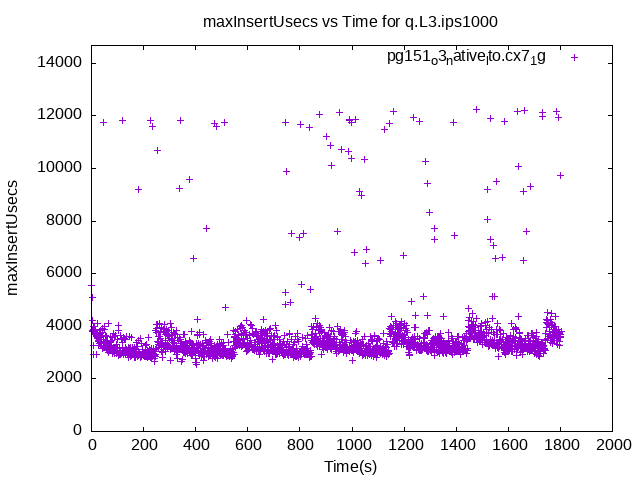 maxInsertUsecs vs Time for q.L3.ips1000
pg151o3native_lto.cx7_1g
14000
12000
10000
8000
6000
4000
2000
0
maxInsertUsecs
0 200 400 600 800 1000 1200 1400 1600 1800 2000
Time(s)